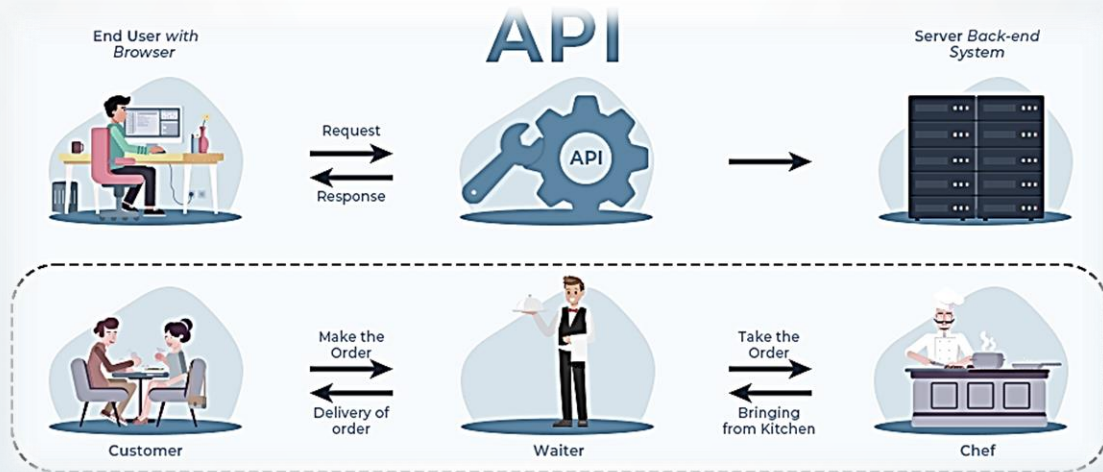 API
End User with
Browser
Server Back-end
System
Request
Response
API
Make the
Order
Delivery of
order
Take the
Order
Bringing
from Kitchen
Customer
Waiter
Chef